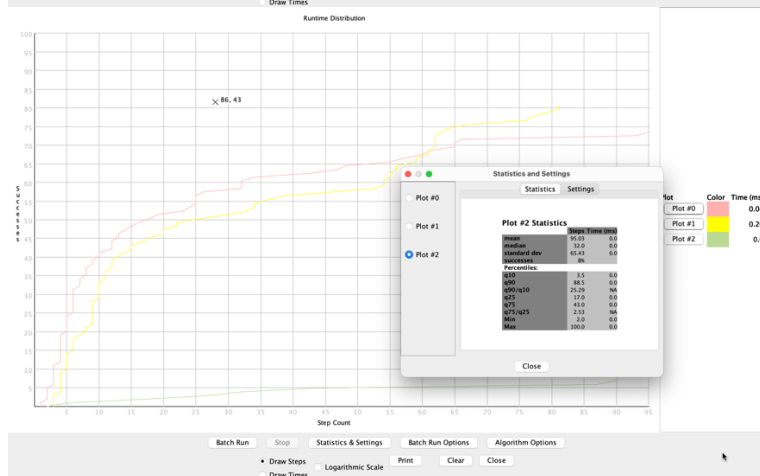 Draw Times
Runtime Distribution
100
95
90
85
80
75
70
65
60
55
50
45
40
35
30
25
20
15
10
5
Successes
86, 43
5 10 15 20 25 30 35 40 45 50 55 60 65 70 75 80 85 90 95
Step Count
Statistics and Settings
Statistics Settings
Plot #0
Plot #1
Plot #2
Plot #2 Statistics
Steps Time (ms)
mean 95.03 0.0
median 32.0 0.0
standard dev 65.43 0.0
successes 8%
Percentiles:
q10 3.5 0.0
q90 88.5 0.0
q90/q10 25.29 NA
q25 17.0 0.0
q75 43.0 0.0
q75/q25 2.53 NA
Min 2.0 0.0
Max 100.0 0.0
Close
Plot Color Time (ms
Plot #0 0.0
Plot #1 0.2
Plot #2 0.
Batch Run Stop Statistics & Settings Batch Run Options Algorithm Options
Draw Steps Logarithmic Scale Print Clear Close
Draw Times